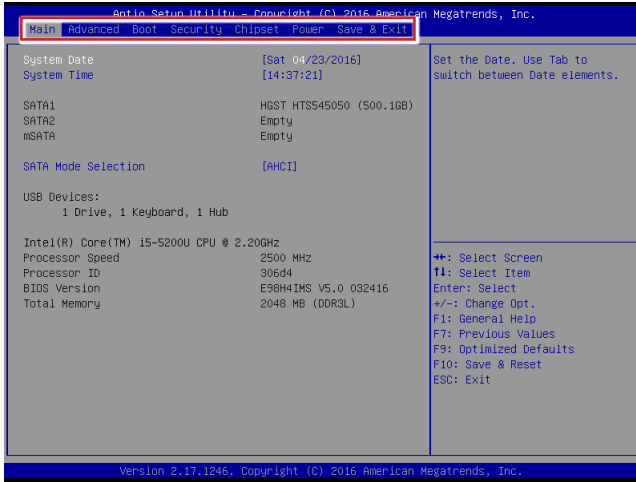 Aptio Setup Utility – Copyright (C) 2016 American Megatrends, Inc.
Main Advanced Boot Security Chipset Power Save & Exit
System Date [Sat 04/23/2016]
System Time [14:37:21]
SATA1 HGST HTS545050 (500.1GB)
SATA2 Empty
mSATA Empty
SATA Mode Selection [AHCI]
USB Devices:
1 Drive, 1 Keyboard, 1 Hub
Intel(R) Core(TM) i5-5200U CPU @ 2.20GHz
Processor Speed 2500 MHz
Processor ID 306d4
BIOS Version E98H4IMS V5.0 032416
Total Memory 2048 MB (DDR3L)
Set the Date. Use Tab to
switch between Date elements.
→←: Select Screen
↑↓: Select Item
Enter: Select
+/-: Change Opt.
F1: General Help
F7: Previous Values
F9: Optimized Defaults
F10: Save & Reset
ESC: Exit
Version 2.17.1246. Copyright (C) 2016 American Megatrends, Inc.